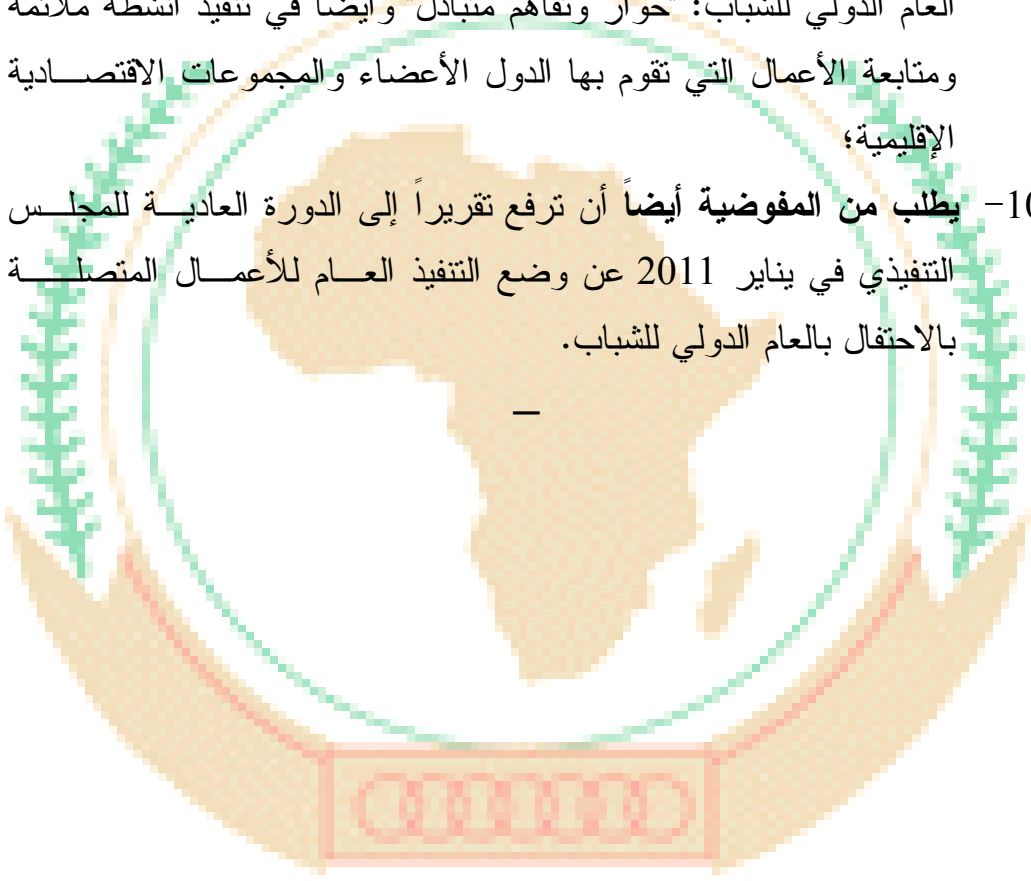 العام الدولي للشباب: "حوار وتفاهم متبادل" وأيضا في تنفيذ أنشطة ملائمة
ومتابعة الأعمال التي تقوم بها الدول الأعضاء والمجموعات الاقتصادية
الإقليمية؛
10- يطلب من المفوضية أيضاً أن ترفع تقريراً إلى الدورة العادية للمجلس
التنفيذي في يناير 2011 عن وضع التنفيذ العام للأعمال المتصلة
بالاحتفال بالعام الدولي للشباب.